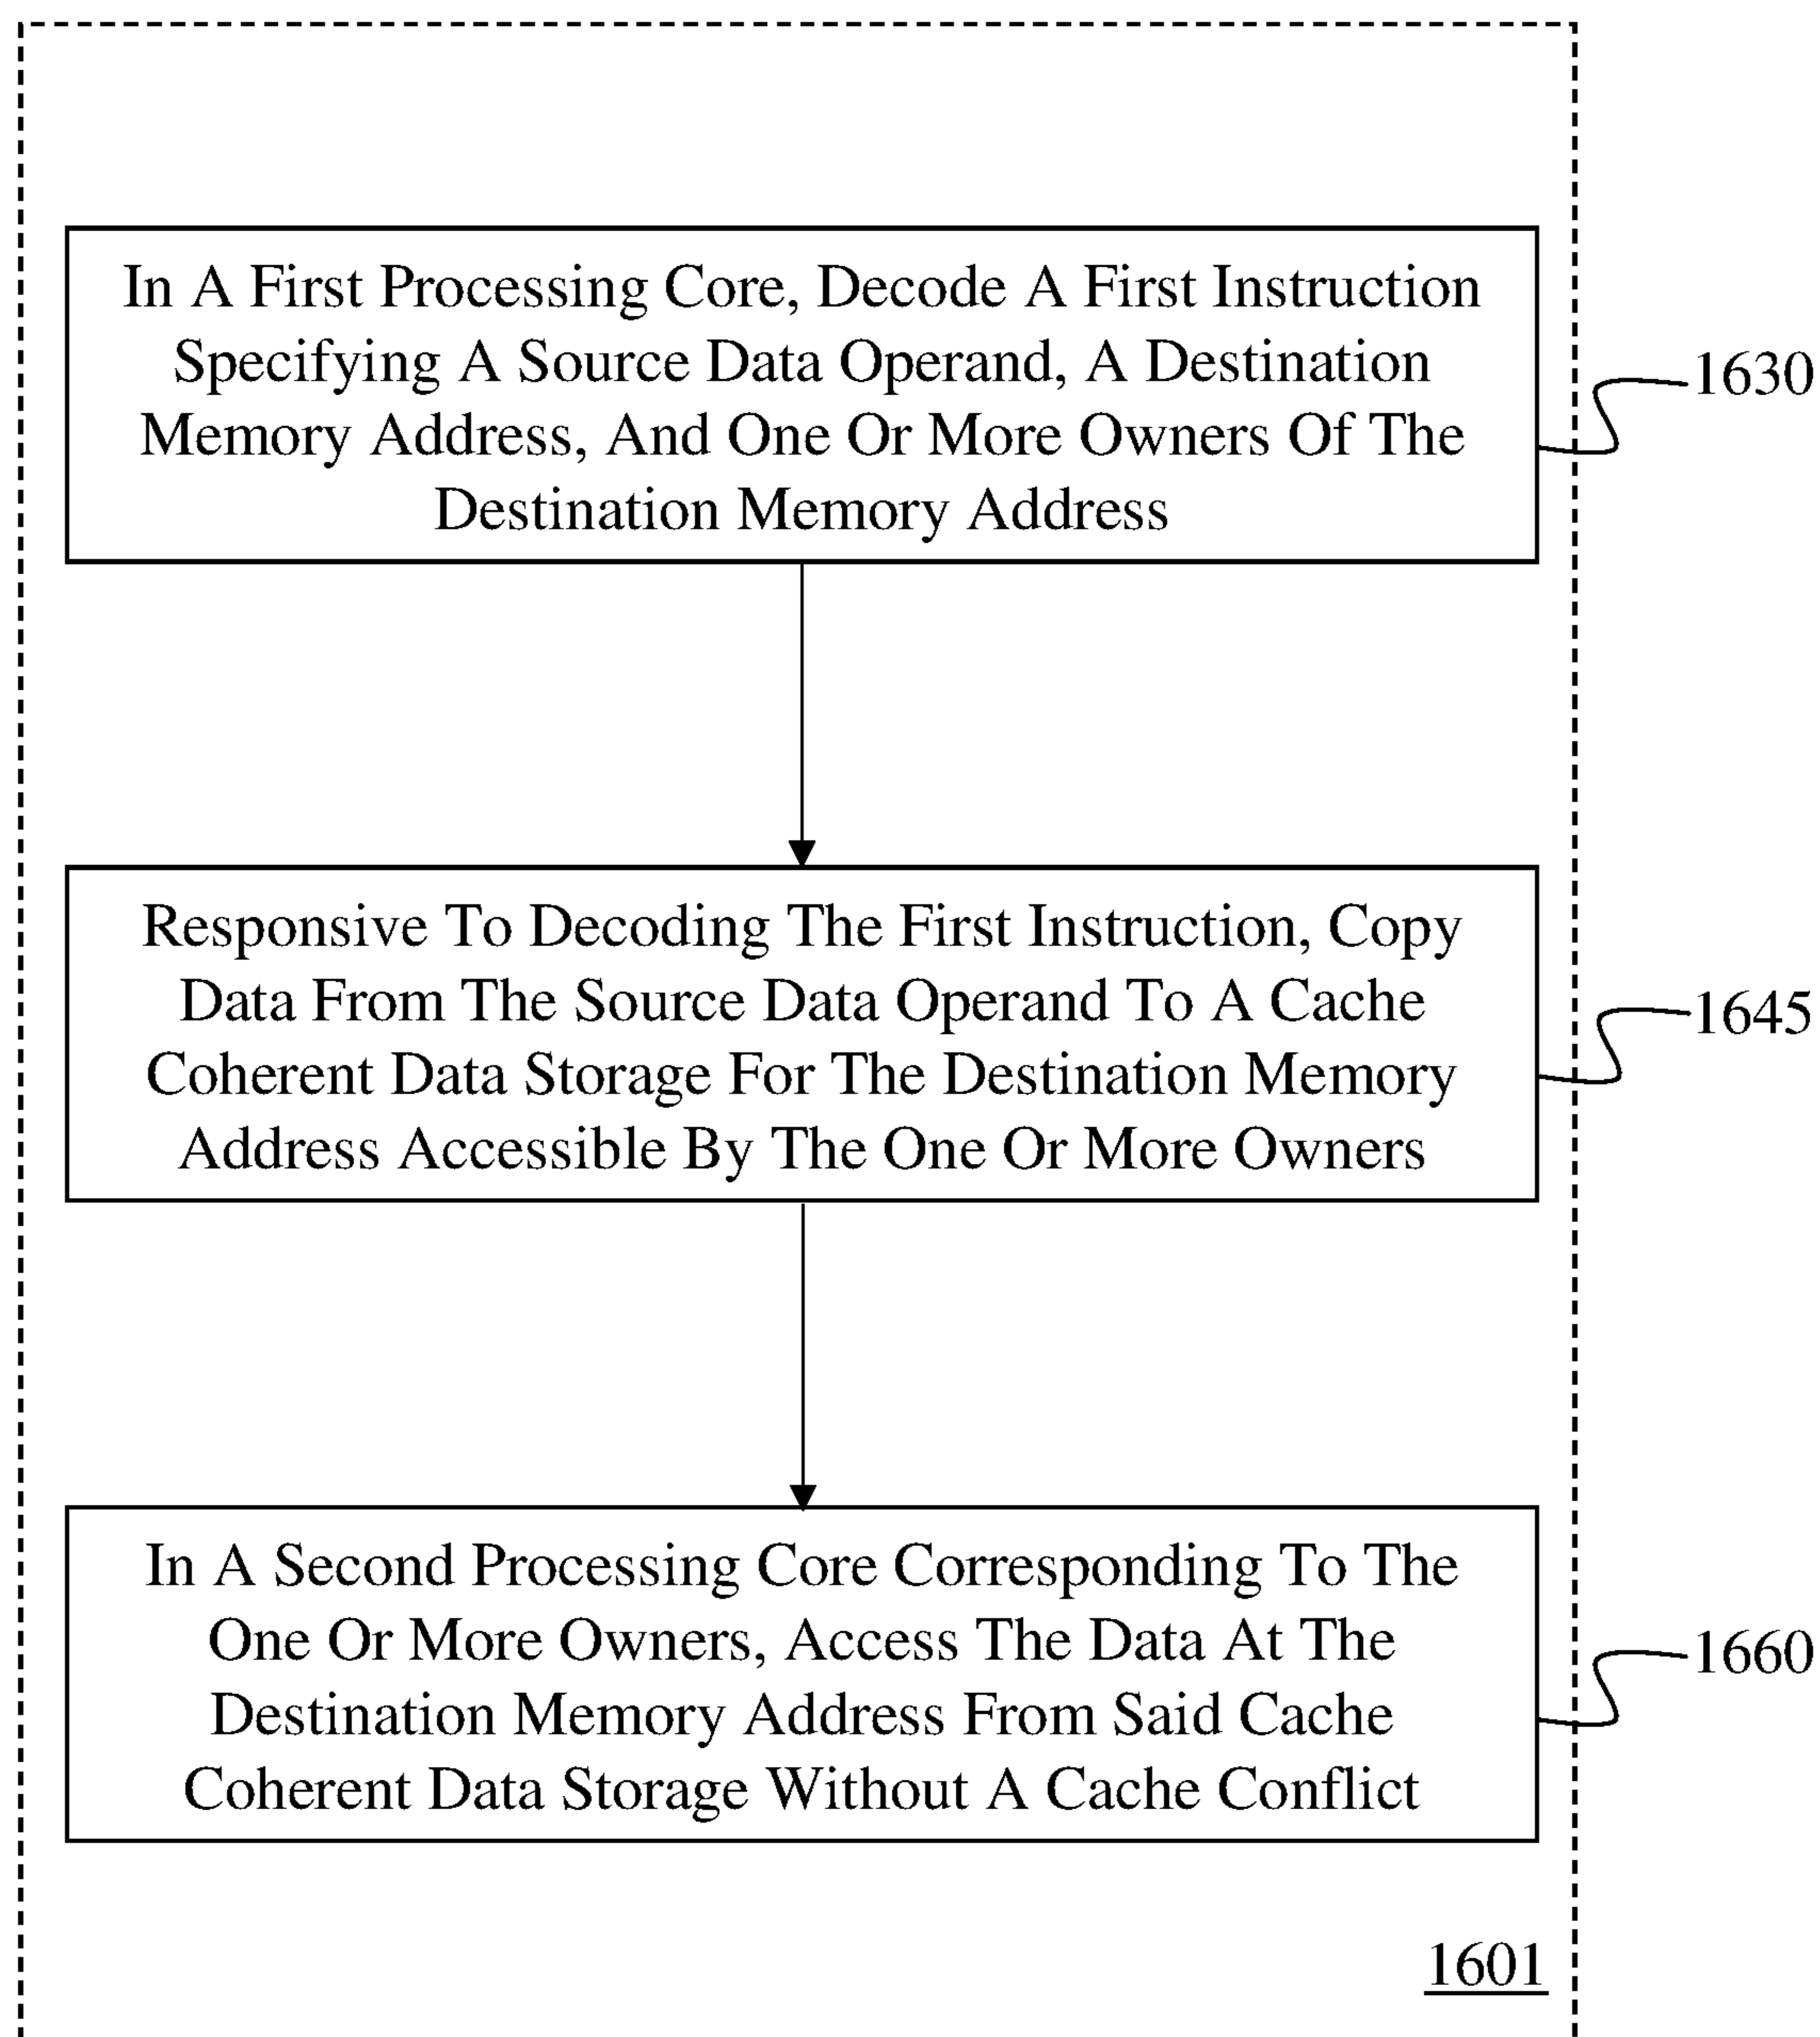 In A First Processing Core, Decode A First Instruction
Specifying A Source Data Operand, A Destination
Memory Address, And One Or More Owners Of The
Destination Memory Address
1630
Responsive To Decoding The First Instruction, Copy
Data From The Source Data Operand To A Cache
Coherent Data Storage For The Destination Memory
Address Accessible By The One Or More Owners
1645
In A Second Processing Core Corresponding To The
One Or More Owners, Access The Data At The
Destination Memory Address From Said Cache
Coherent Data Storage Without A Cache Conflict
1660
1601